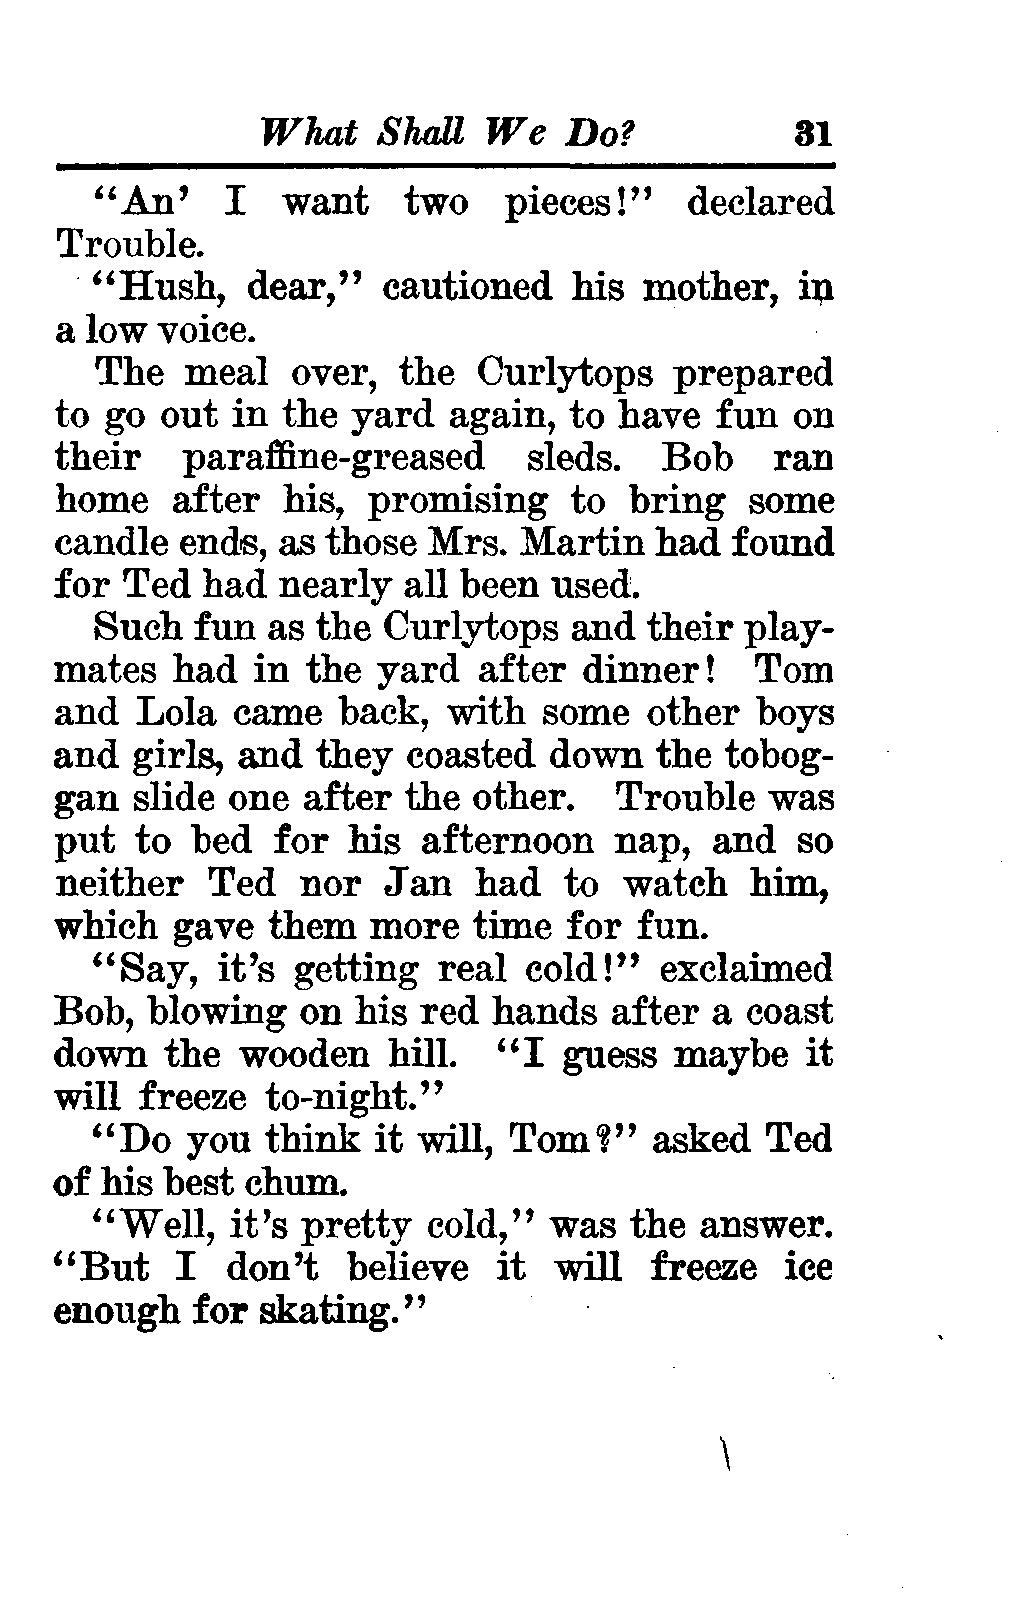 What Shall We Do? 31
“An’ I want two pieces!” declared
Trouble.
“Hush, dear,” cautioned his mother, in
a low voice.
The meal over, the Curlytops prepared
to go out in the yard again, to have fun on
their paraffine-greased sleds. Bob ran
home after his, promising to bring some
candle ends, as those Mrs. Martin had found
for Ted had nearly all been used.
Such fun as the Curlytops and their play-
mates had in the yard after dinner! Tom
and Lola came back, with some other boys
and girls, and they coasted down the tobog-
gan slide one after the other. Trouble was
put to bed for his afternoon nap, and so
neither Ted nor Jan had to watch him,
which gave them more time for fun.
“Say, it’s getting real cold!” exclaimed
Bob, blowing on his red hands after a coast
down the wooden hill. “I guess maybe it
will freeze to-night.”
“Do you think it will, Tom?” asked Ted
of his best chum.
“Well, it’s pretty cold,” was the answer.
“But I don’t believe it will freeze ice
enough for skating.”